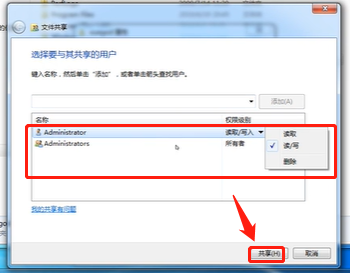 文件共享
选择要与其共享的用户
键入名称，然后单击“添加”，或者单击箭头查找用户。
添加(A)
名称 权限级别
Administrator 读取/写入 读取
Administrators 所有者 读/写
删除
我的共享有问题
共享(H) 取消